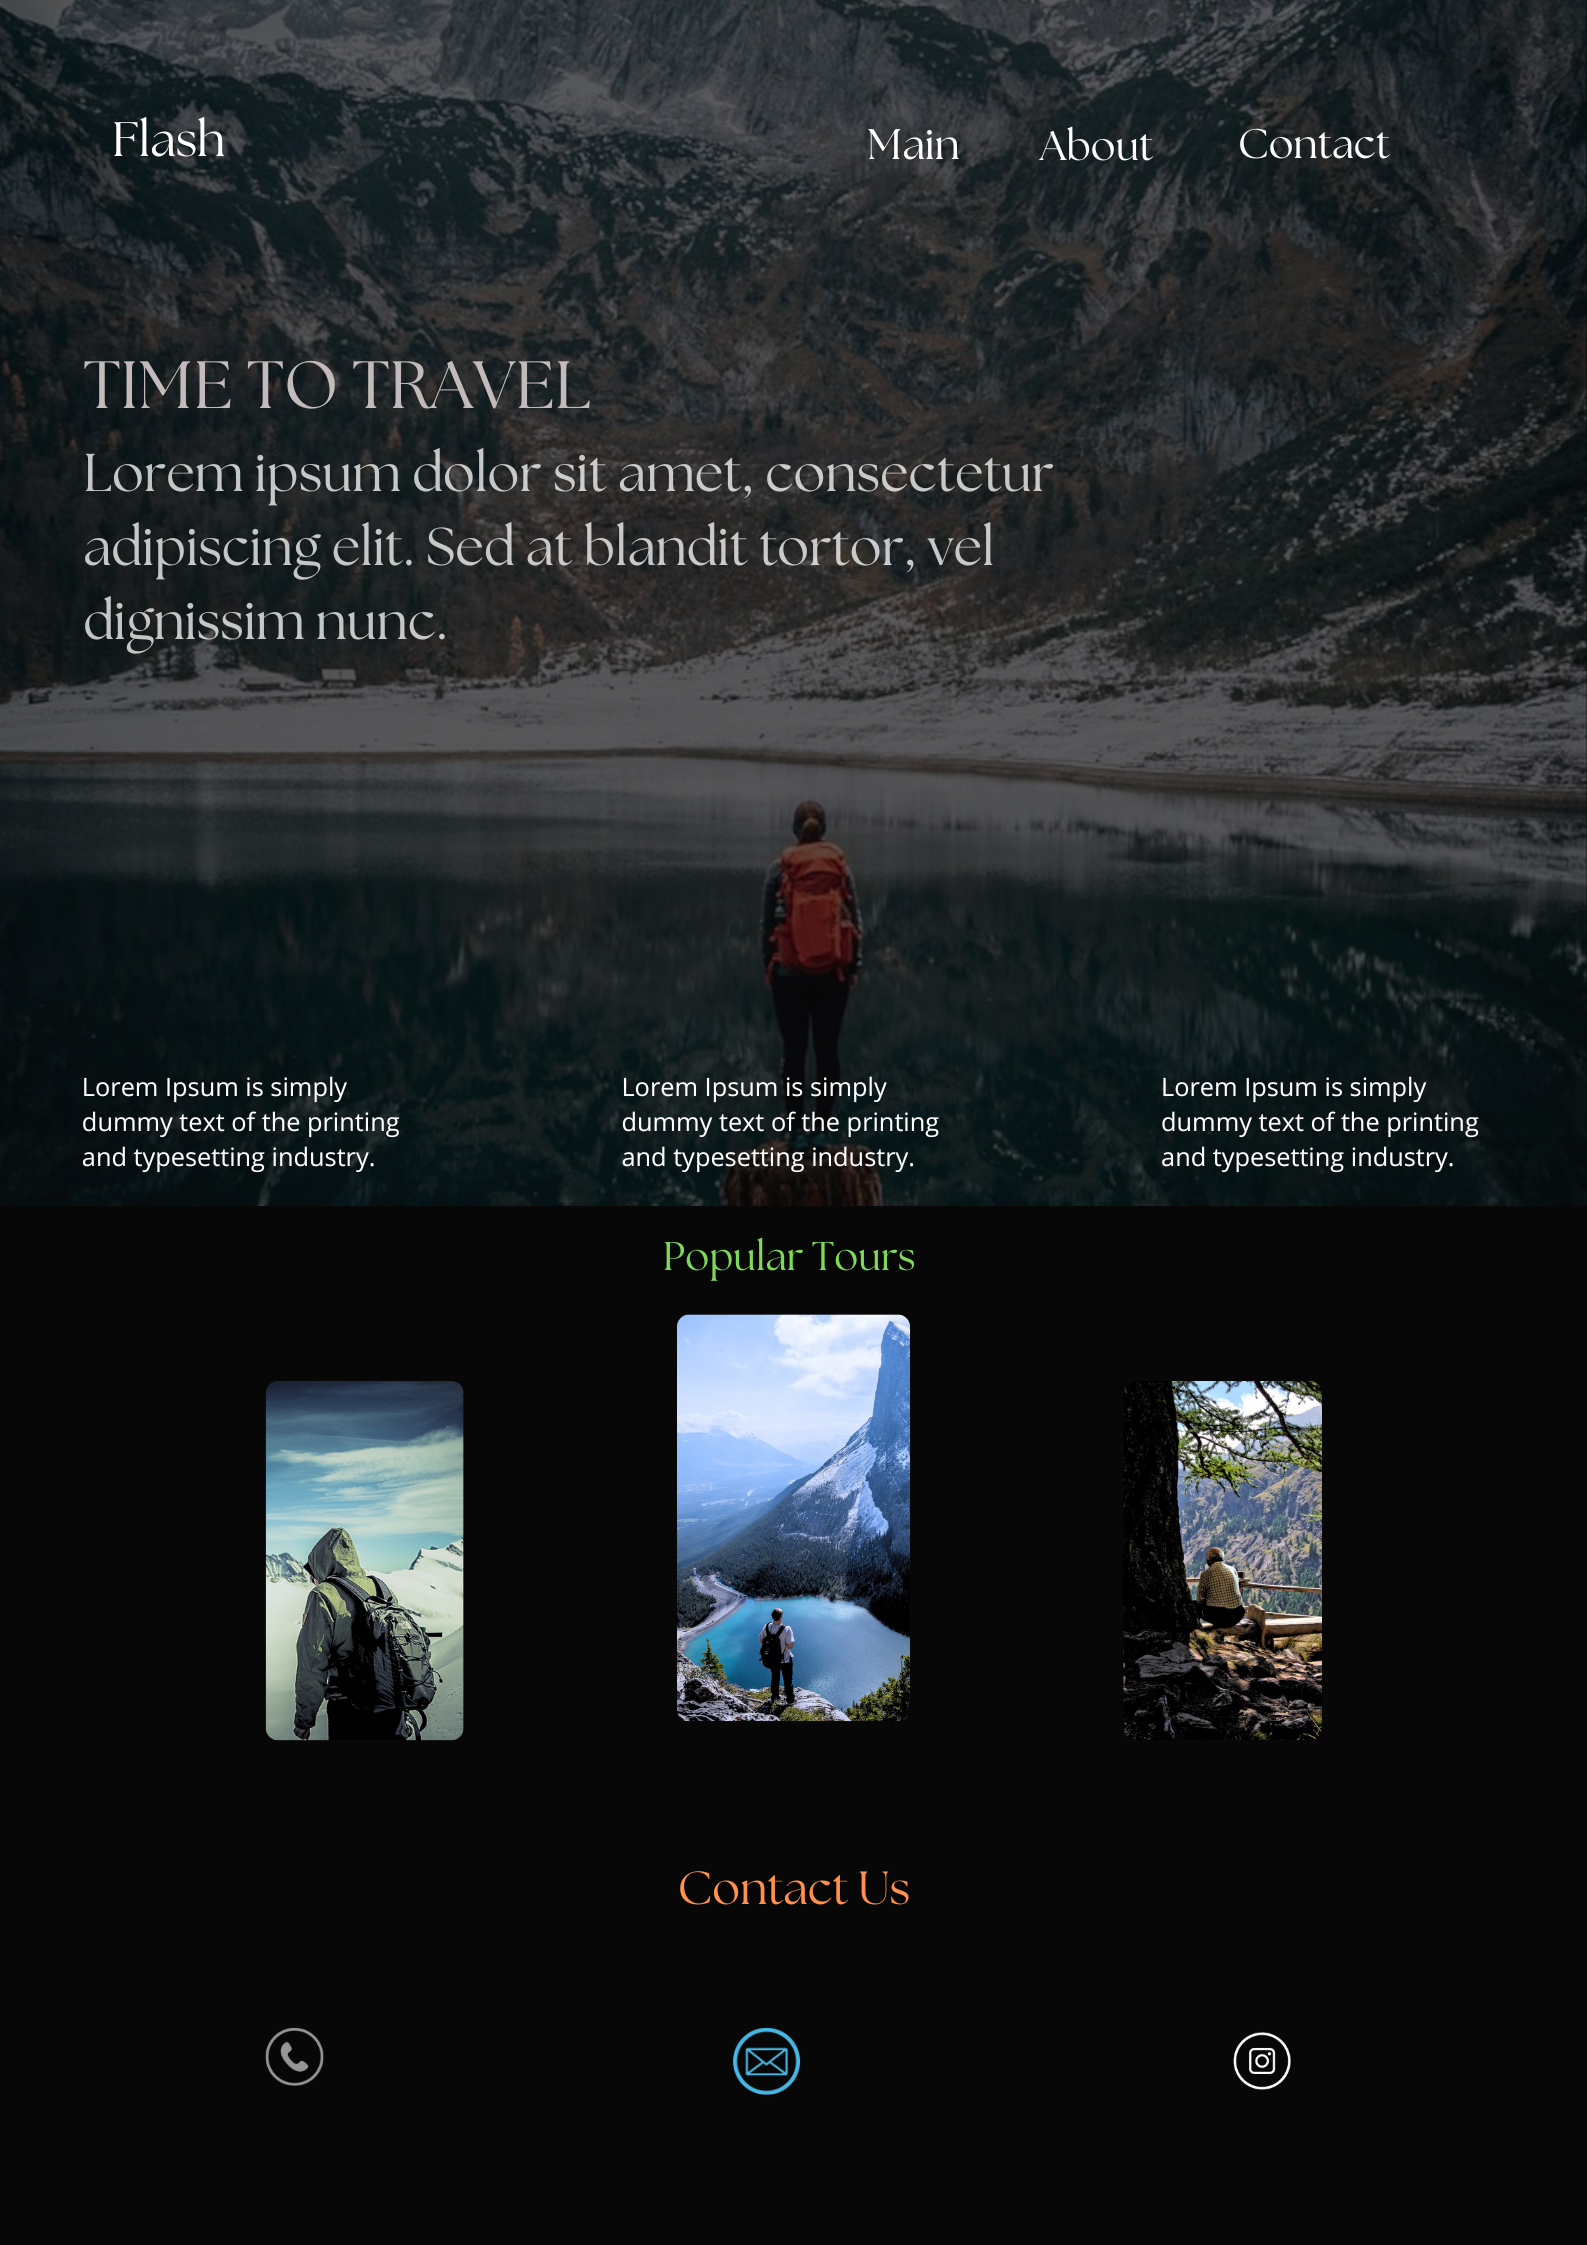 Flash
Main About Contact
TIME TO TRAVEL
Lorem ipsum dolor sit amet, consectetur
adipiscing elit. Sed at blandit tortor, vel
dignissim nunc.
Lorem Ipsum is simply
dummy text of the printing
and typesetting industry.
Lorem Ipsum is simply
dummy text of the printing
and typesetting industry.
Lorem Ipsum is simply
dummy text of the printing
and typesetting industry.
Popular Tours
Contact Us